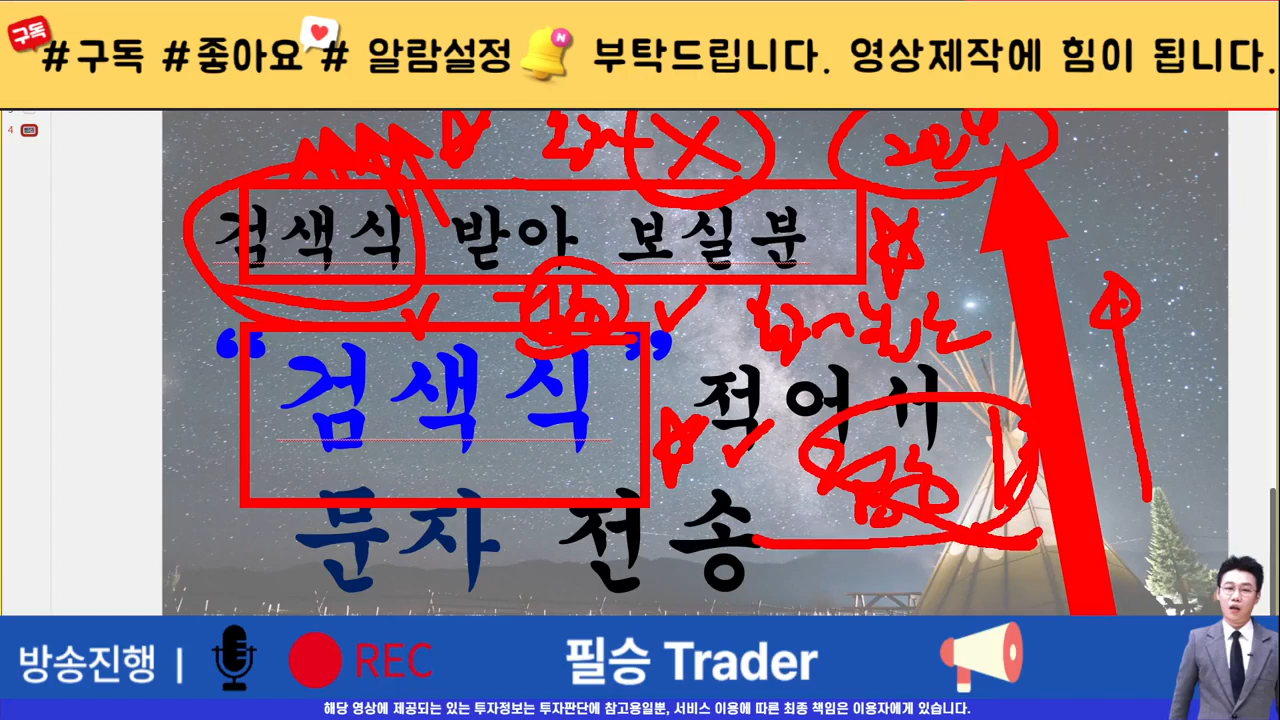 구독
#구독 #좋아요 # 알람설정 N 부탁드립니다. 영상제작에 힘이 됩니다.
4
검색식 받아 보실분
“검색식” 적어서
문자 전송
방송진행 | REC 필승 Trader
해당 영상에 제공되는 있는 투자정보는 투자판단에 참고용일뿐, 서비스 이용에 따른 최종 책임은 이용자에게 있습니다.